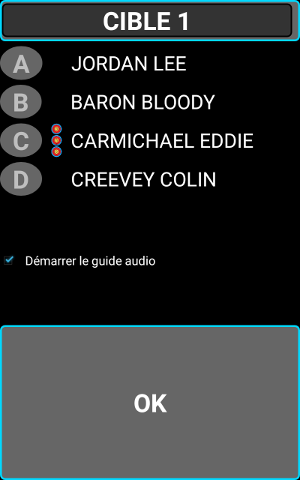 CIBLE 1
A JORDAN LEE
B BARON BLOODY
C CARMICHAEL EDDIE
D CREEVEY COLIN
Démarrer le guide audio
OK